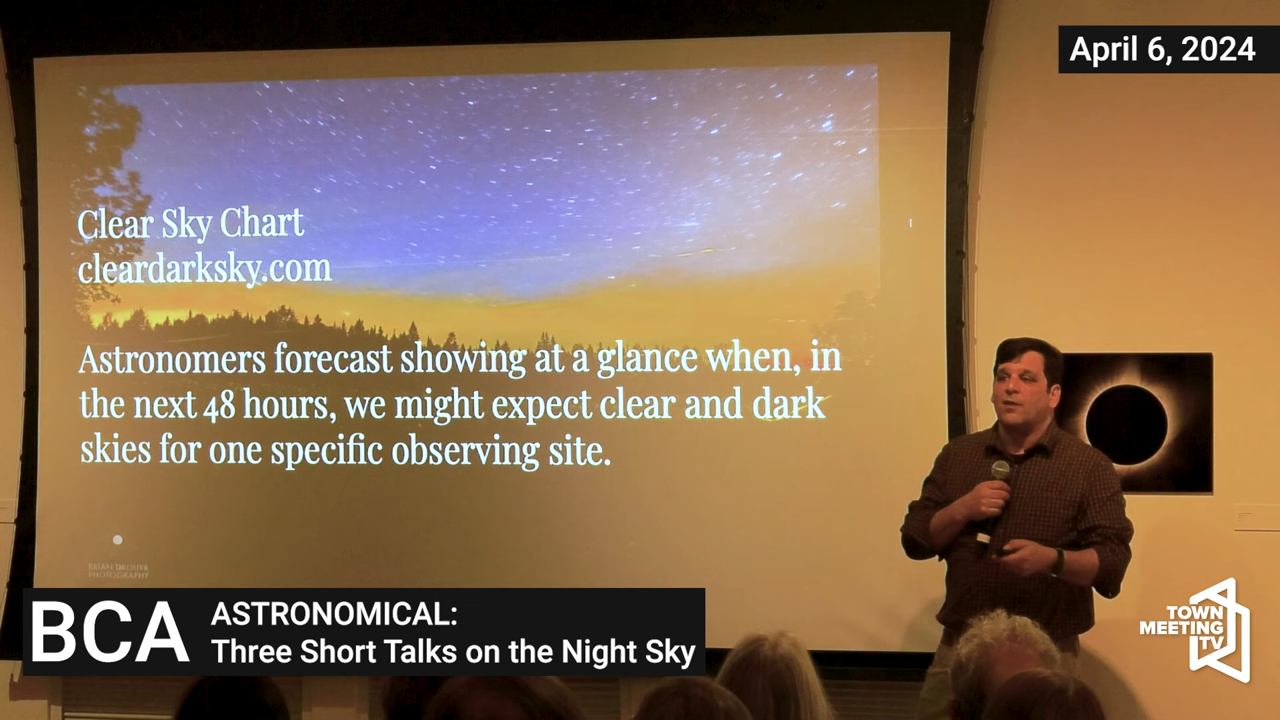 April 6, 2024
Clear Sky Chart
cleardarksky.com
Astronomers forecast showing at a glance when, in
the next 48 hours, we might expect clear and dark
skies for one specific observing site.
BRIAN DROUER
PHOTOGRAPHY
BCA
ASTRONOMICAL:
Three Short Talks on the Night Sky
TOWN
MEETING
TV